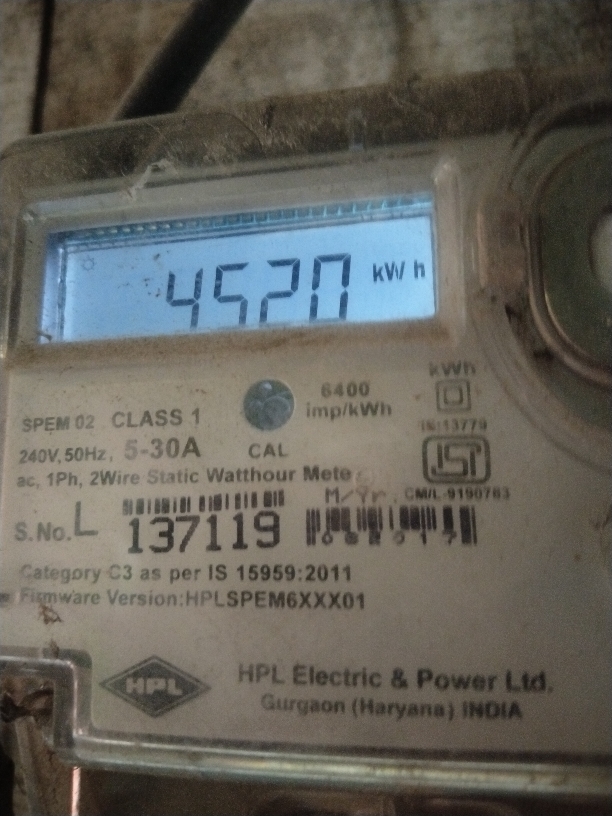 4520 kWh
kWh
6400
imp/kWh
IS:13779
SPEM 02 CLASS 1
240V, 50Hz, 5-30A
CAL
ISI
ac, 1Ph, 2Wire Static Watthour Mete
M/Yr. CM/L-9190763
S.No. L 137119
Category C3 as per IS 15959:2011
Firmware Version:HPLSPEM6XXX01
HPL
HPL Electric & Power Ltd.
Gurgaon (Haryana) INDIA